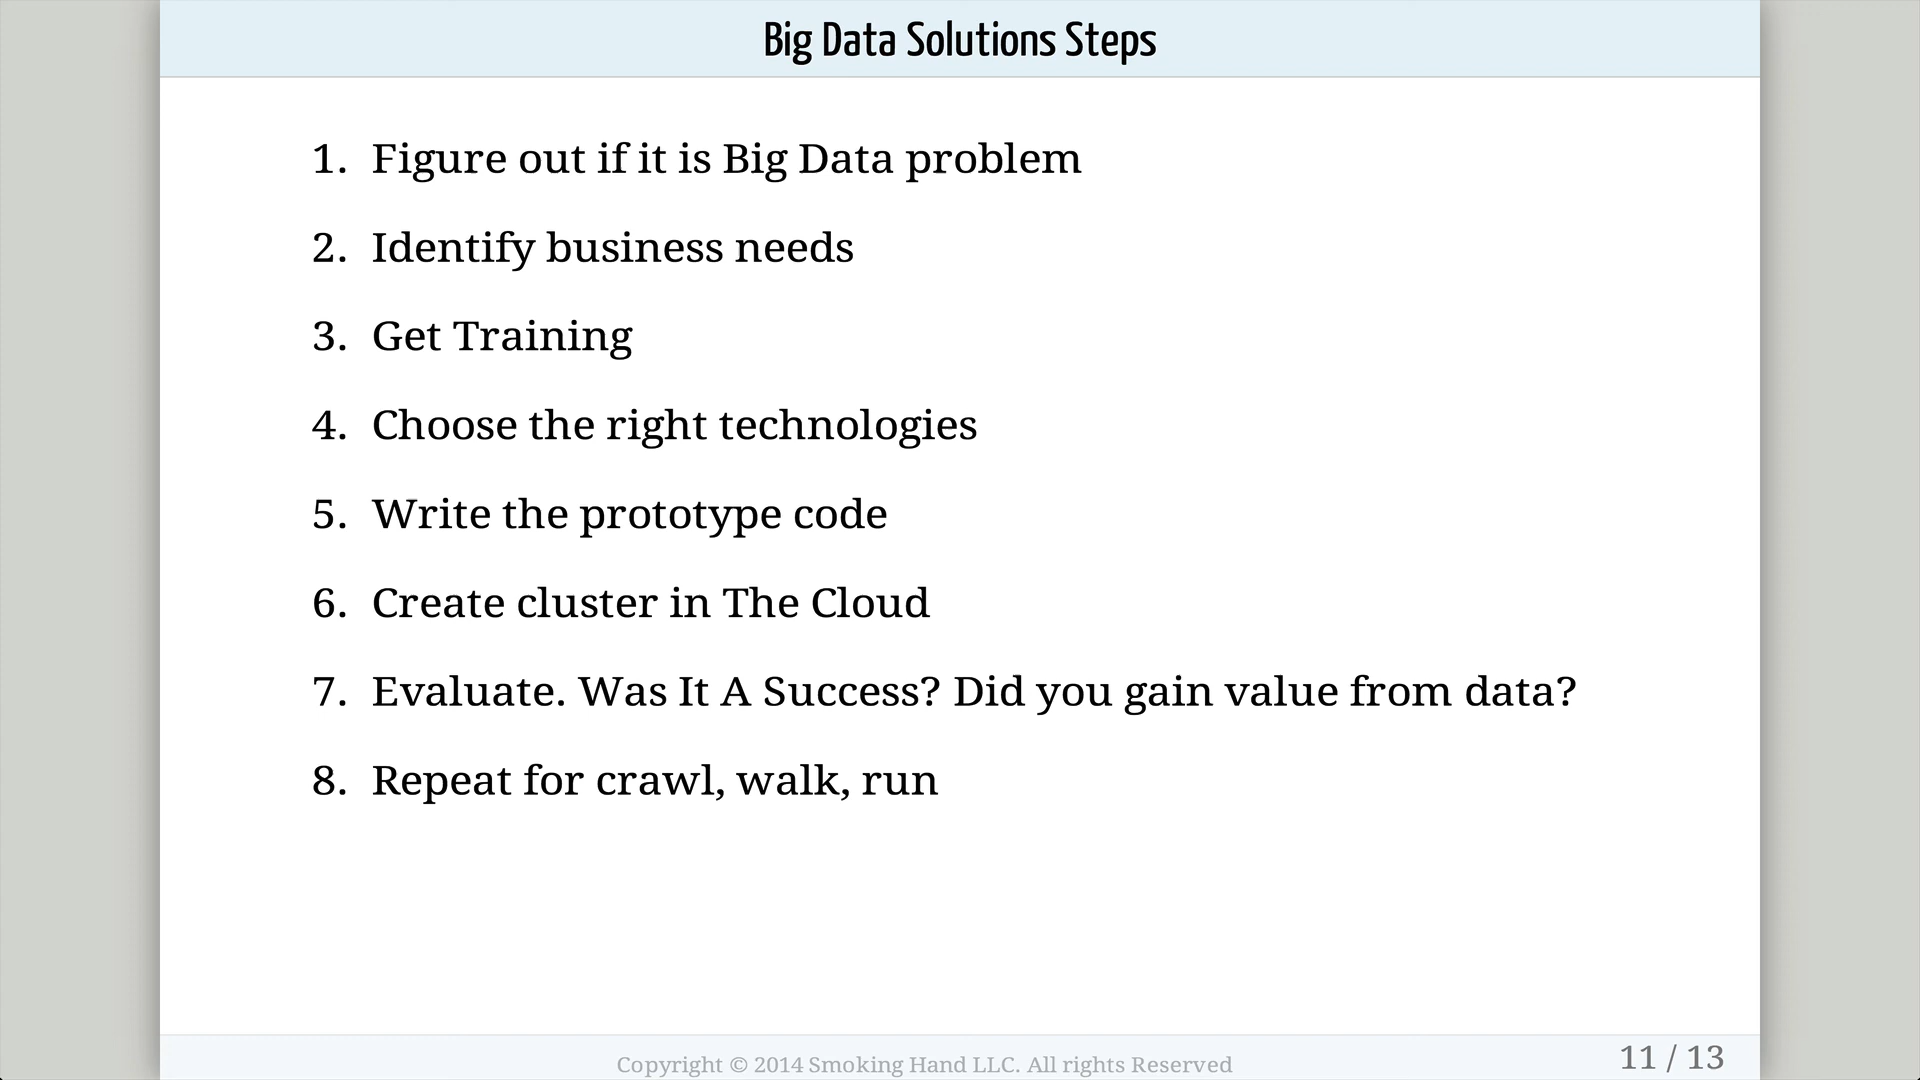 Big Data Solutions Steps
1. Figure out if it is Big Data problem
2. Identify business needs
3. Get Training
4. Choose the right technologies
5. Write the prototype code
6. Create cluster in The Cloud
7. Evaluate. Was It A Success? Did you gain value from data?
8. Repeat for crawl, walk, run
Copyright © 2014 Smoking Hand LLC. All rights Reserved
11 / 13